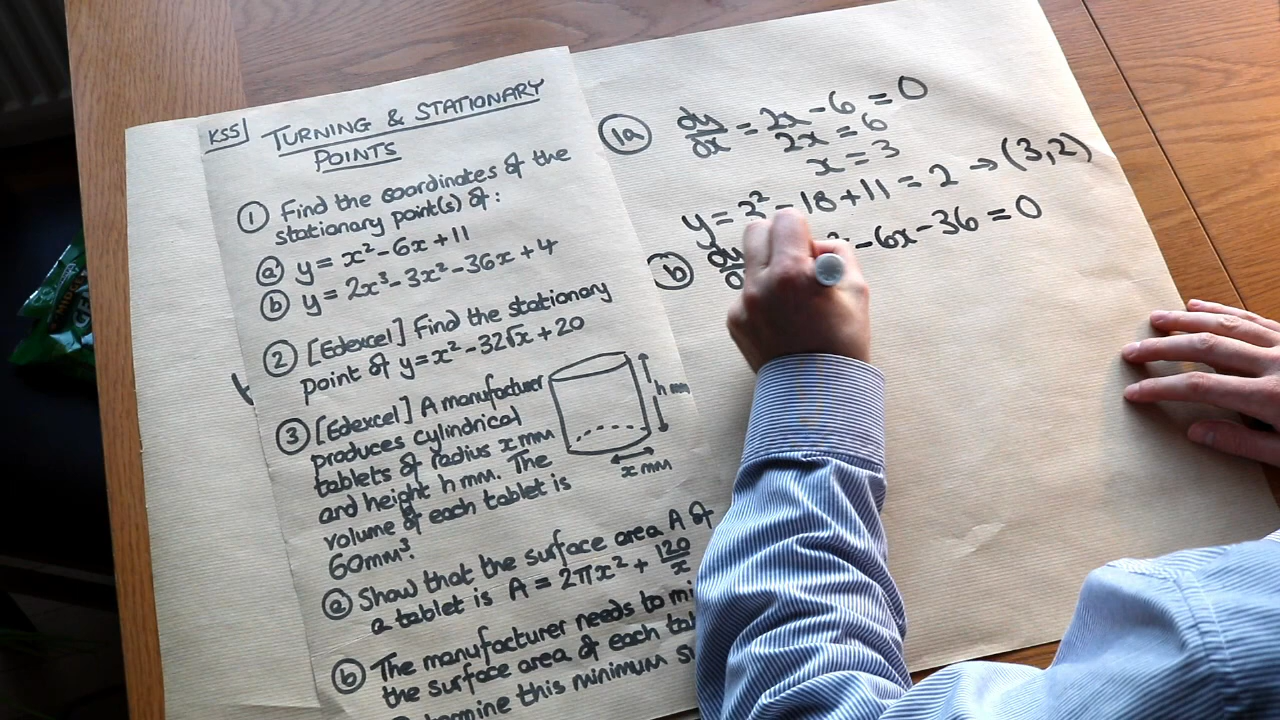 KS5
TURNING & STATIONARY
POINTS
① Find the coordinates of the
stationary point(s) of:
ⓐ y = x² - 6x + 11
ⓑ y = 2x³ - 3x² - 36x + 4
② [Edexcel] Find the stationary
point of y = x² - 32√x + 20
③ [Edexcel] A manufacturer
produces cylindrical
tablets of radius x mm
and height h mm. The
volume of each tablet is
60mm³.
h mm
x mm
ⓐ Show that the surface area A of
a tablet is A = 2πx² + 120/x
ⓑ The manufacturer needs to
the surface area of each
this minimum
1a dy/dx = 2x - 6 = 0
2x = 6
x = 3
y = 3² - 18 + 11 = 2 → (3,2)
ⓑ - 6x - 36 = 0